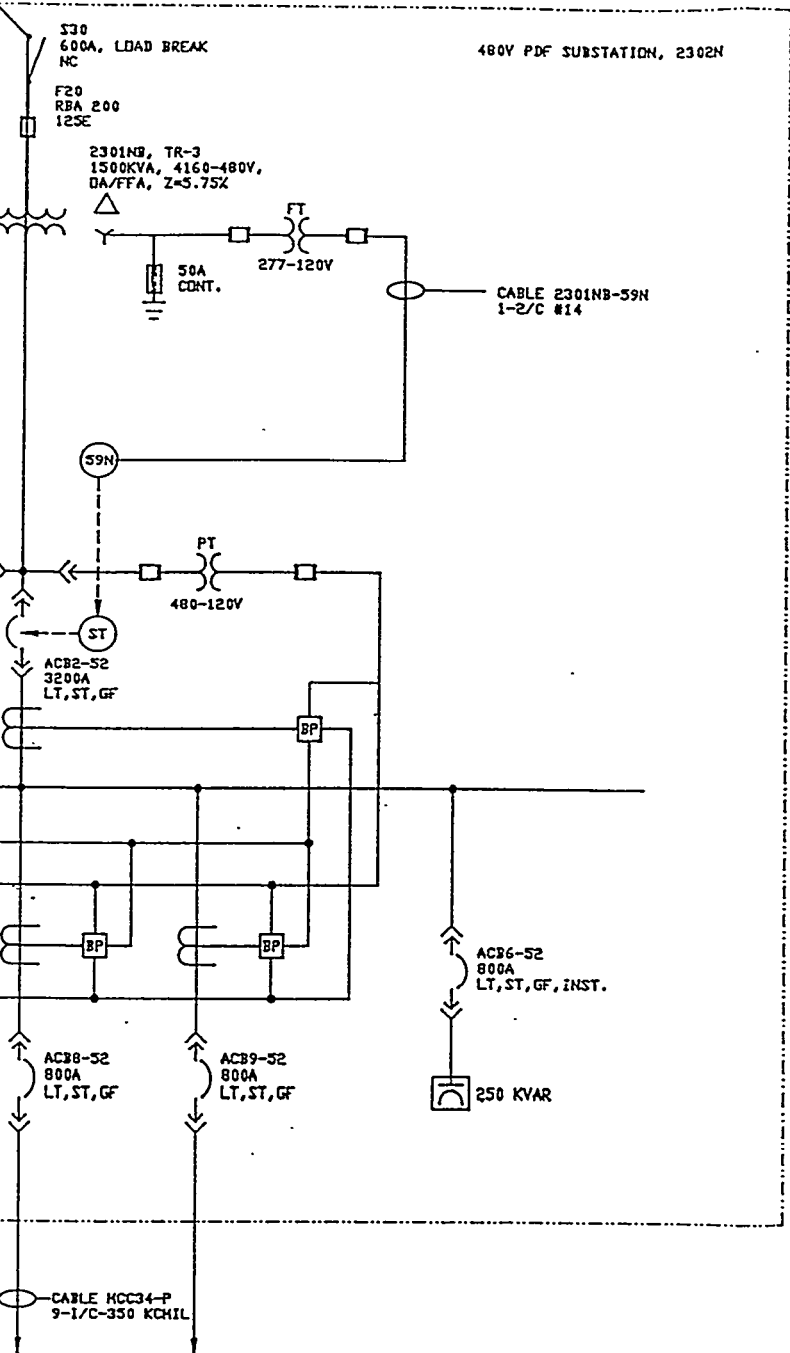 S30
600A, LOAD BREAK
NC
480V PDF SUBSTATION, 2302N
F20
RBA 200
125E
2301NB, TR-3
1500KVA, 4160-480V,
OA/FFA, Z=5.75%
FT
277-120V
50A
CONT.
CABLE 2301NB-59N
1-2/C #14
59N
PT
480-120V
ST
ACB2-52
3200A
LT,ST,GF
BP
BP
BP
ACB6-52
800A
LT,ST,GF,INST.
ACB8-52
800A
LT,ST,GF
ACB9-52
800A
LT,ST,GF
250 KVAR
CABLE MCC34-P
9-1/C-350 KCMIL